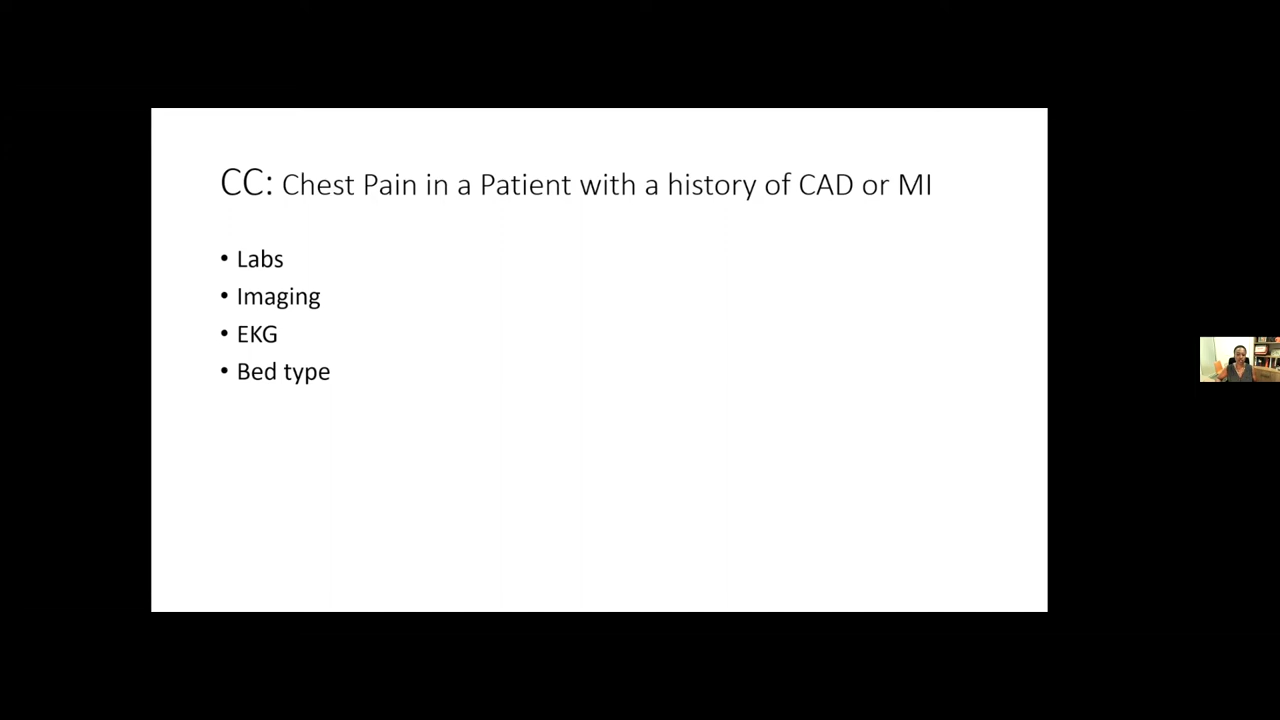 CC: Chest Pain in a Patient with a history of CAD or MI
• Labs
• Imaging
• EKG
• Bed type